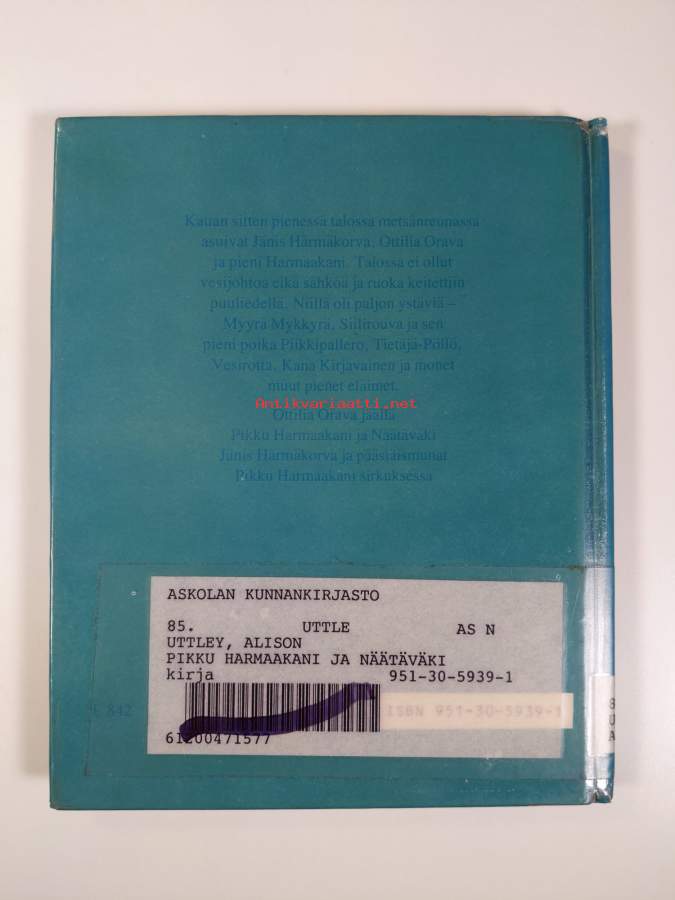 Kauan sitten pienessä talossa metsänreunassa
asuivat Jänis Härmäkorva, Ottilia Orava
ja pieni Harmaakani. Talossa ei ollut
vesijohtoa eikä sähköä ja ruoka keitettiin
puuliedellä. Niillä oli paljon ystäviä –
Myyrä Mykkyrä, Siilirouva ja sen
pieni poika Piikkipallero, Tietäjä-Pöllö,
Vesirotta, Kana Kirjavainen ja monet
muut pienet eläimet.
Antikvariaatti.net
Ottilia Orava jäällä
Pikku Harmaakani ja Näätäväki
Jänis Härmäkorva ja pääsiäismunat
Pikku Harmaakani sirkuksessa
ASKOLAN KUNNANKIRJASTO
85. UTTLE AS N
UTTLEY, ALISON
PIKKU HARMAAKANI JA NÄÄTÄVÄKI
kirja 951-30-5939-1
842 ISBN 951-30-5939-1
61200471577
U
A